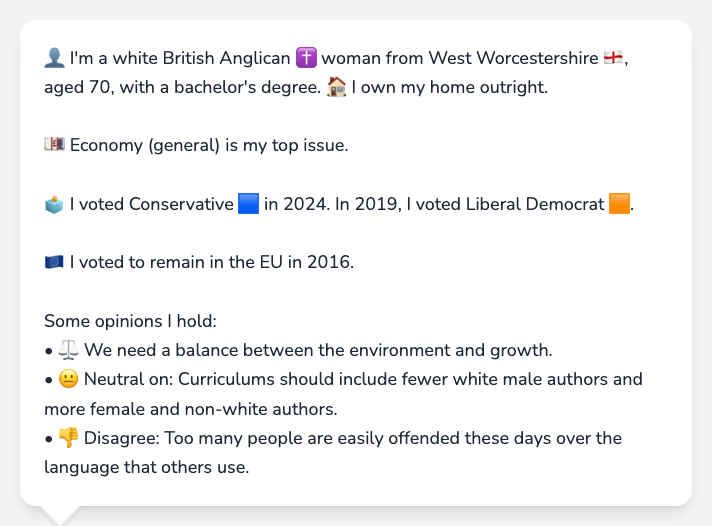 👤 I'm a white British Anglican ✝️ woman from West Worcestershire 🏴󠁧󠁢󠁥󠁮󠁧󠁿,
aged 70, with a bachelor's degree. 🏠 I own my home outright.
💷 Economy (general) is my top issue.
🗳️ I voted Conservative 🟦 in 2024. In 2019, I voted Liberal Democrat 🟧.
🇪🇺 I voted to remain in the EU in 2016.
Some opinions I hold:
• ⚖️ We need a balance between the environment and growth.
• 😐 Neutral on: Curriculums should include fewer white male authors and
more female and non-white authors.
• 👎 Disagree: Too many people are easily offended these days over the
language that others use.